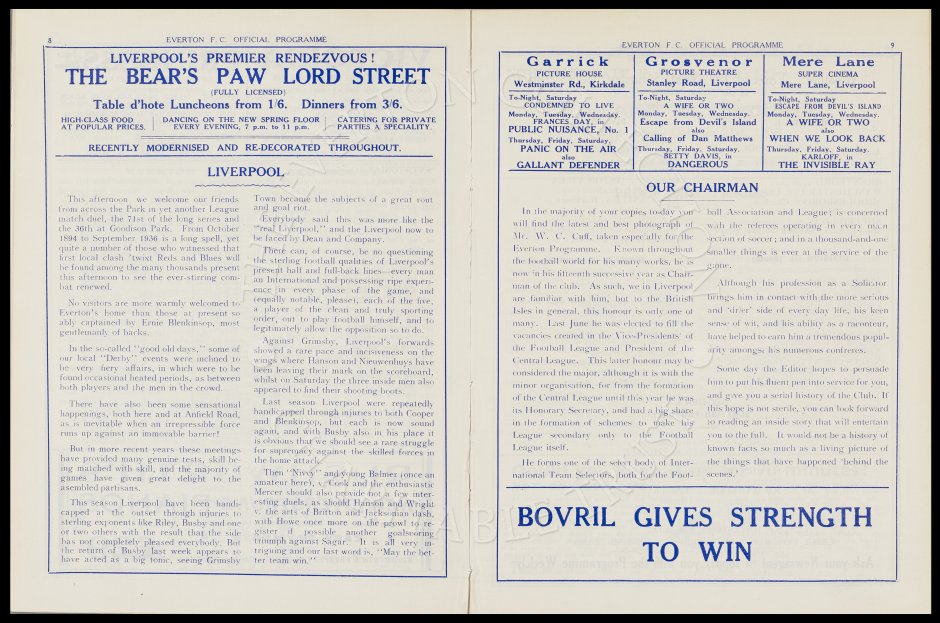 8
EVERTON F. C. OFFICIAL PROGRAMME
LIVERPOOL'S PREMIER RENDEZVOUS!
THE BEAR'S PAW LORD STREET
(FULLY LICENSED)
Table d'hote Luncheons from 1/6. Dinners from 3/6.
HIGH-CLASS FOOD
AT POPULAR PRICES.
DANCING ON THE NEW SPRING FLOOR
EVERY EVENING, 7 p.m. to 11 p.m.
CATERING FOR PRIVATE
PARTIES A SPECIALITY.
RECENTLY MODERNISED AND RE-DECORATED THROUGHOUT.
LIVERPOOL
This afternoon we welcome our friends
from across the Park in yet another League
match duel, the 71st of the long series and
the 36th at Goodison Park. From October
1894 to September 1936 is a long spell, yet
quite a number of those who witnessed that
first local clash 'twixt Reds and Blues will
be found among the many thousands present
this afternoon to see the ever-stirring com-
bat renewed.
No visitors are more warmly welcomed to
Everton's home than those at present so
ably captained by Ernie Blenkinsop, most
gentlemanly of backs.
In the so-called "good old days," some of
our local "Derby" events were inclined to
be very fiery affairs, in which were to be
found occasional heated periods, as between
both players and the men in the crowd.
There have also been some sensational
happenings, both here and at Anfield Road,
as is inevitable when an irrepressible force
runs up against an immovable barrier!
But in more recent years these meetings
have provided many genuine tests, skill be-
ing matched with skill, and the majority of
games have given great delight to the
asembled partisans.
This season Liverpool have been handi-
capped at the outset through injuries to
sterling exponents like Riley, Busby and one
or two others with the result that the side
has not completely pleased everybody. But
the return of Busby last week appears to
have acted as a big tonic, seeing Grimsby
Town became the subjects of a great rout
and goal riot.
Everybody said this was more like the
"real Liverpool," and the Liverpool now to
be faced by Dean and Company.
There can, of course, be no questioning
the sterling football qualities of Liverpool's
present half and full-back lines—every man
an International and possessing ripe experi-
ence in every phase of the game, and
(equally notable, please), each of the five,
a player of the clean and truly sporting
order, out to play football himself, and to
legitimately allow the opposition so to do.
Against Grimsby, Liverpool's forwards
showed a rare pace and incisiveness on the
wings where Hanson and Nieuwenhuys have
been leaving their mark on the scoreboard,
whilst on Saturday the three inside men also
appeared to find their shooting boots.
Last season Liverpool were repeatedly
handicapped through injuries to both Cooper
and Blenkinsop, but each is now sound
again, and with Busby also in his place it
is obvious that we should see a rare struggle
for supremacy against the skilled forces in
the home attack.
Then "Nivvy" and young Balmer (once an
amateur here), v. Cook and the enthusiastic
Mercer should also provide not a few inter-
esting duels, as should Hanson and Wright
v. the arts of Britton and Jacksonian dash,
with Howe once more on the prowl to re-
gister if possible another goalscoring
triumph against Sagar. It is all very in-
triguing and our last word is, "May the bet-
ter team win."
EVERTON F. C. OFFICIAL PROGRAMME
9
Garrick
PICTURE HOUSE
Westminster Rd., Kirkdale
To-Night, Saturday
CONDEMNED TO LIVE
Monday, Tuesday, Wednesday.
FRANCES DAY, in
PUBLIC NUISANCE, No. 1
Thursday, Friday, Saturday.
PANIC ON THE AIR
also
GALLANT DEFENDER
Grosvenor
PICTURE THEATRE
Stanley Road, Liverpool
To-Night, Saturday
A WIFE OR TWO
Monday, Tuesday, Wednesday.
Escape from Devil's Island
also
Calling of Dan Matthews
Thursday, Friday, Saturday.
BETTY DAVIS, in
DANGEROUS
Mere Lane
SUPER CINEMA
Mere Lane, Liverpool
To-Night, Saturday
ESCAPE FROM DEVIL'S ISLAND
Monday, Tuesday, Wednesday.
A WIFE OR TWO
also
WHEN WE LOOK BACK
Thursday, Friday, Saturday.
KARLOFF, in
THE INVISIBLE RAY
OUR CHAIRMAN
In the majority of your copies to-day you
will find the latest and best photograph of
Mr. W. C. Cuff, taken especially for the
Everton Programme. Known throughout
the football world for his many works, he is
now in his fifteenth successive year as Chair-
man of the club. As such, we in Liverpool
are familiar with him, but to the British
Isles in general, this honour is only one of
many. Last June he was elected to fill the
vacancies created in the Vice-Presidents' of
the Football League and President of the
Central League. This latter honour may be
considered the major, although it is with the
minor organisation, for from the formation
of the Central League until this year he was
its Honorary Secretary, and had a big share
in the formation of schemes to make his
League secondary only to the Football
League itself.
He forms one of the select body of Inter-
national Team Selectors, both for the Foot-
ball Association and League; is concerned
with the referees operating in every main
section of soccer; and in a thousand-and-one
smaller things is ever at the service of the
game.
Although his profession as a Solicitor
brings him in contact with the more serious
and 'drier' side of every day life, his keen
sense of wit, and his ability as a raconteur,
have helped to earn him a tremendous popul-
arity amongst; his numerous confreres.
Some day the Editor hopes to persuade
him to put his fluent pen into service for you,
and give you a serial history of the Club. If
this hope is not sterile, you can look forward
to reading an inside story that will entertain
you to the full. It would not be a history of
known facts so much as a living picture of
the things that have happened 'behind the
scenes.'
BOVRIL GIVES STRENGTH
TO WIN